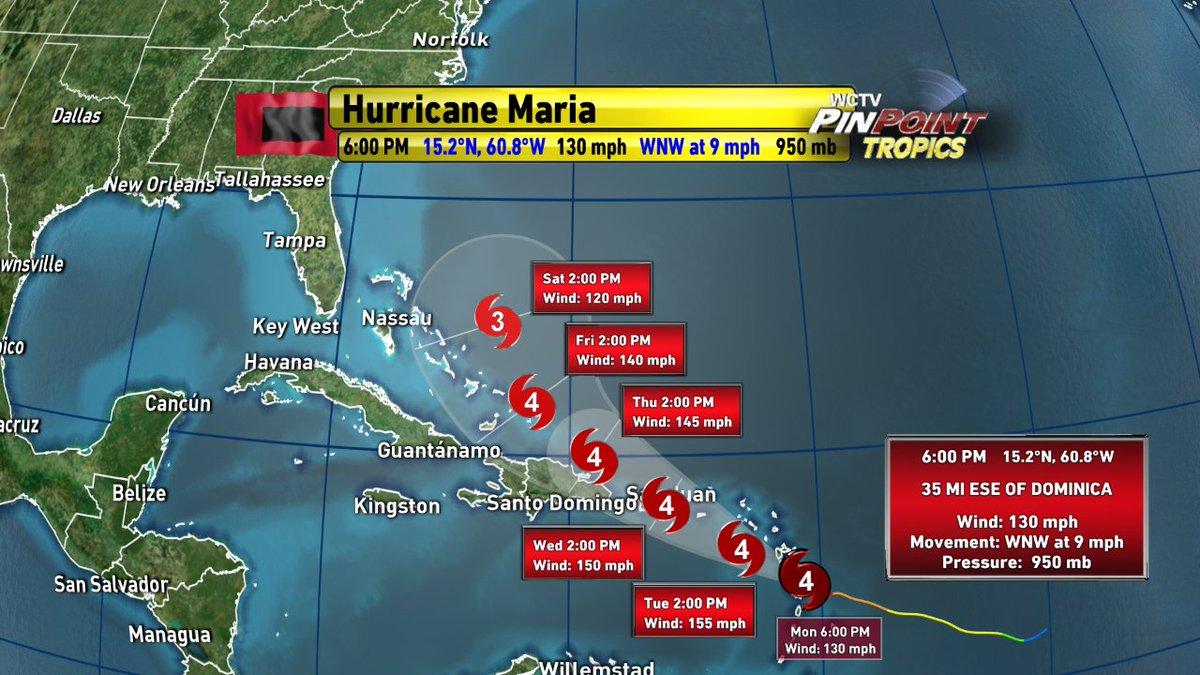 Norfolk
Dallas
Hurricane Maria
WCTV
PINPOINT
TROPICS
6:00 PM 15.2°N, 60.8°W 130 mph WNW at 9 mph 950 mb
New Orleans
Tallahassee
Tampa
wnsville
Sat 2:00 PM
Wind: 120 mph
3
Nassau
Key West
Fri 2:00 PM
Wind: 140 mph
ico
Havana
4
Cancún
Thu 2:00 PM
Wind: 145 mph
acruz
Guantánamo
4
6:00 PM 15.2°N, 60.8°W
35 MI ESE OF DOMINICA
Wind: 130 mph
Movement: WNW at 9 mph
Pressure: 950 mb
Belize
Kingston
Santo Domingo
S uan
4
Wed 2:00 PM
Wind: 150 mph
4
San Salvador
4
Tue 2:00 PM
Wind: 155 mph
Managua
Mon 6:00 PM
Wind: 130 mph
Willemstad